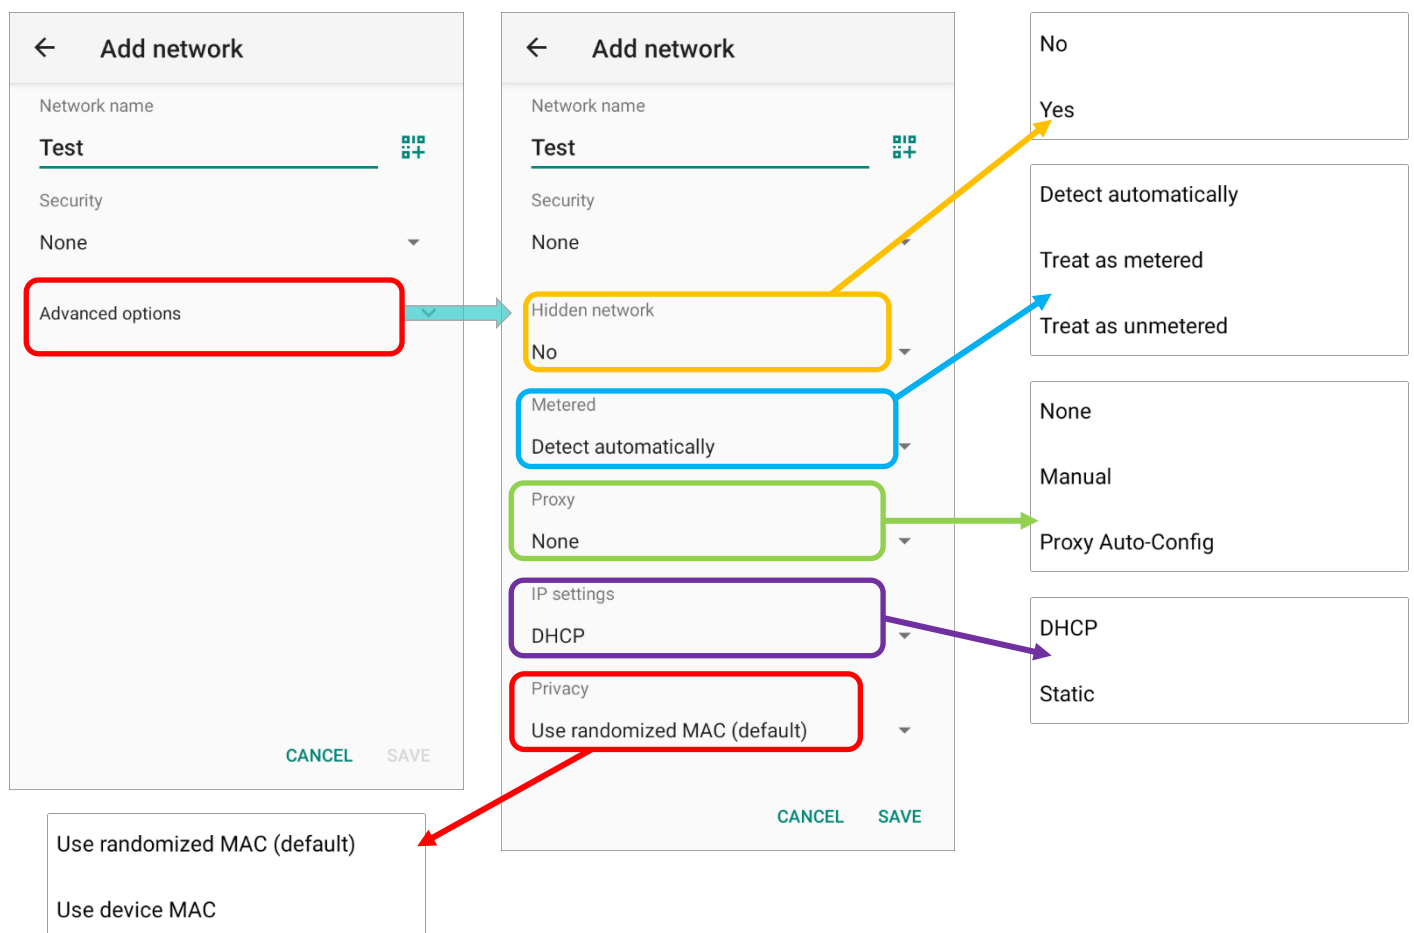 Add network
Network name
Test
Security
None
Advanced options
CANCEL SAVE
Add network
Network name
Test
Security
None
Hidden network
No
Metered
Detect automatically
Proxy
None
IP settings
DHCP
Privacy
Use randomized MAC (default)
CANCEL SAVE
No
Yes
Detect automatically
Treat as metered
Treat as unmetered
None
Manual
Proxy Auto-Config
DHCP
Static
Use randomized MAC (default)
Use device MAC